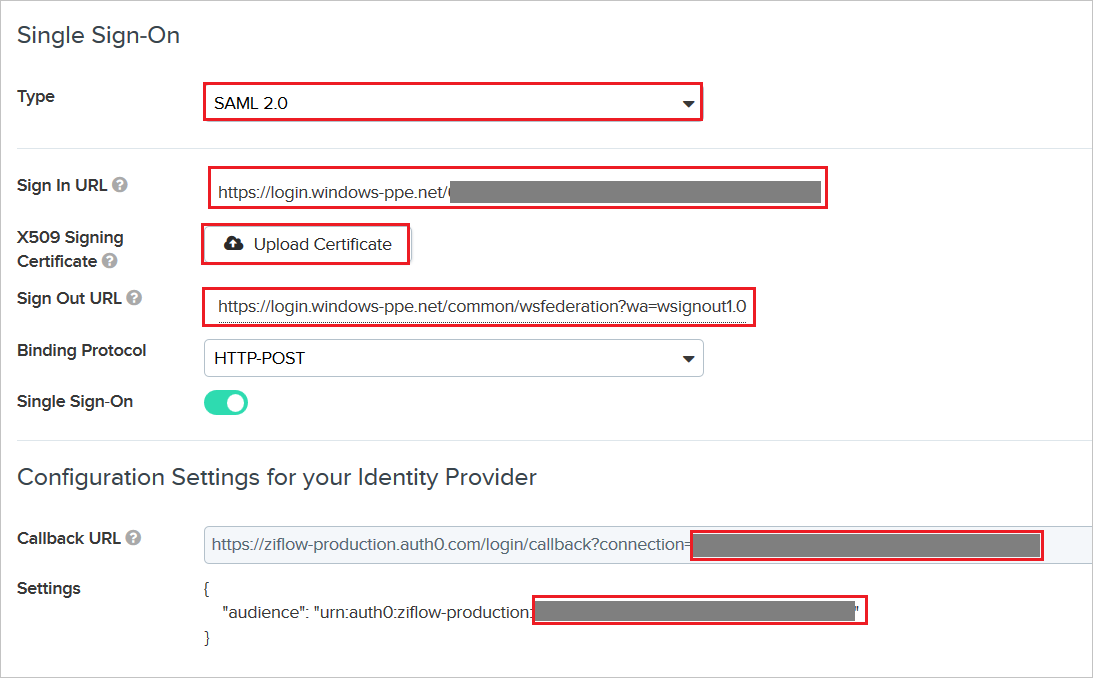 Single Sign-On
Type
SAML 2.0
Sign In URL ?
https://login.windows-ppe.net/
X509 Signing
Certificate ?
Upload Certificate
Sign Out URL ?
https://login.windows-ppe.net/common/wsfederation?wa=wsignout1.0
Binding Protocol
HTTP-POST
Single Sign-On
Configuration Settings for your Identity Provider
Callback URL ?
https://ziflow-production.auth0.com/login/callback?connection=
Settings
{
"audience": "urn:auth0:ziflow-production: "
}